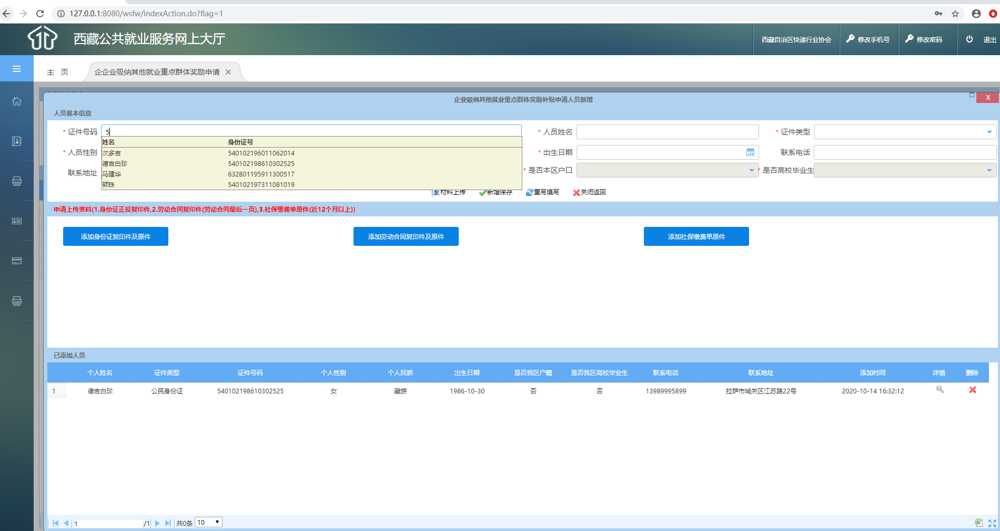 127.0.0.1:8080/wsfw/indexAction.do?flag=1
西藏公共就业服务网上大厅
西藏自治区快递行业协会
修改手机号
修改密码
退出
主 页
企企业吸纳其他就业重点群体奖励申请
企业吸纳其他就业重点群体奖励补贴申请人员新增
X
人员基本信息
* 证件号码 5
* 人员姓名
* 证件类型
姓名 身份证号
* 人员性别
次多吉 540102196011062014
* 出生日期
联系电话
德吉白珍 540102198610302525
联系地址
马建华 632801195911300517
* 是否本区户口
* 是否高校毕业生
顿珠 540102197311081019
材料上传 新增保存 重写填写 关闭返回
申请上传资料(1.身份证正反复印件,2.劳动合同复印件(劳动合同最后一页),3.社保缴费单原件(近12个月以上))
添加身份证复印件及原件 添加劳动合同复印件及原件 添加社保缴费单原件
已添加人员
个人姓名 证件类型 证件号码 个人性别 个人民族 出生日期 是否我区户籍 是否我区高校毕业生 联系电话 联系地址 添加时间 详情 删除
1 德吉白珍 公民身份证 540102198610302525 女 藏族 1986-10-30 否 否 13989995899 拉萨市城关区江苏路22号 2020-10-14 16:32:12
1 /1 共0条 10